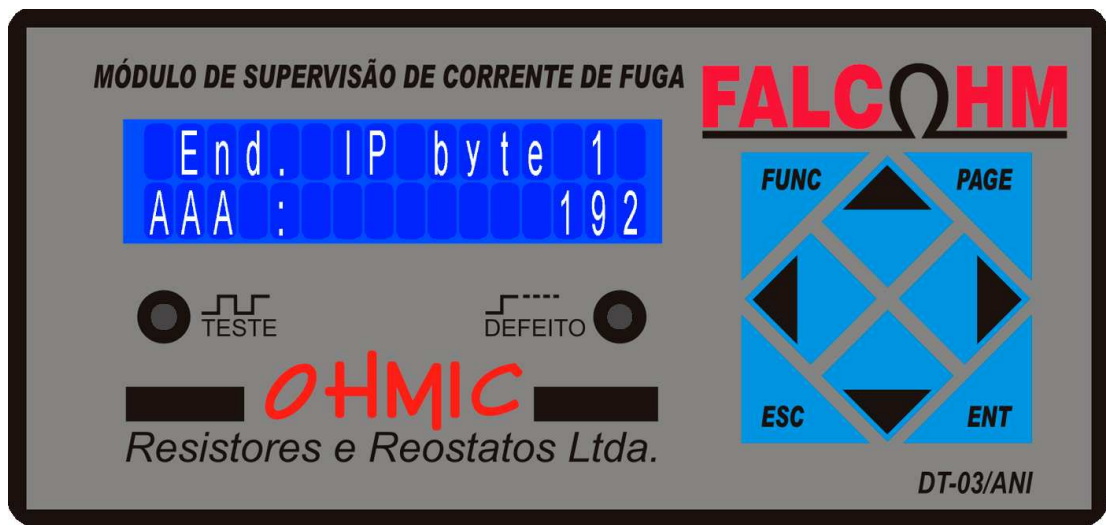 MÓDULO DE SUPERVISÃO DE CORRENTE DE FUGA
FALCΩHM
End. IP byte 1
AAA : 192
FUNC
PAGE
TESTE
DEFEITO
OHMIC
ESC
ENT
Resistores e Reostatos Ltda.
DT-03/ANI